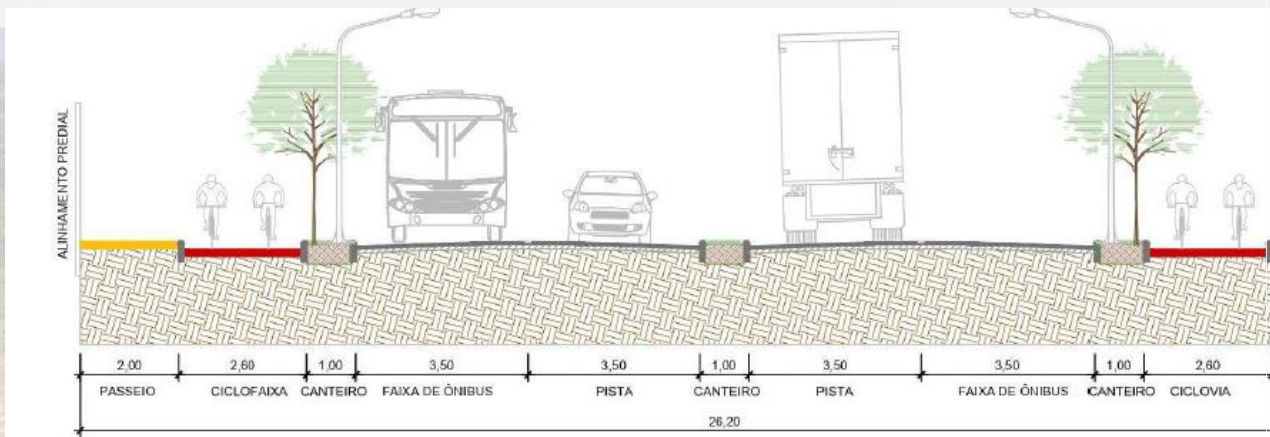 ALINHAMENTO PREDIAL
2,00 2,60 1,00 3,50 3,50 1,00 3,50 3,50 1,00 2,60
PASSEIO CICLOFAIXA CANTEIRO FAIXA DE ÔNIBUS PISTA CANTEIRO PISTA FAIXA DE ÔNIBUS CANTEIRO CICLOVIA
26,20